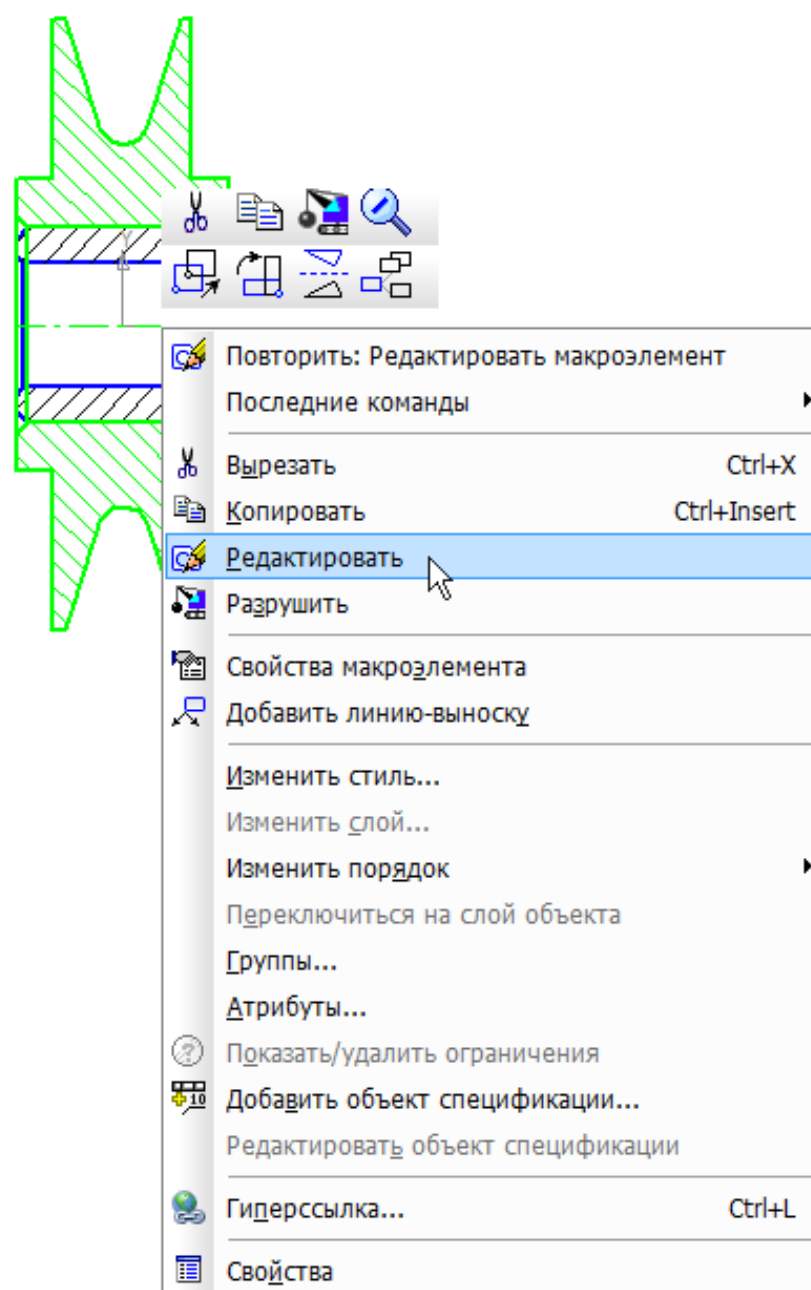 Y
Повторить: Редактировать макроэлемент
Последние команды
Вырезать Ctrl+X
Копировать Ctrl+Insert
Редактировать
Разрушить
Свойства макроэлемента
Добавить линию-выноску
Изменить стиль...
Изменить слой...
Изменить порядок
Переключиться на слой объекта
Группы...
Атрибуты...
Показать/удалить ограничения
Добавить объект спецификации...
Редактировать объект спецификации
Гиперссылка... Ctrl+L
Свойства